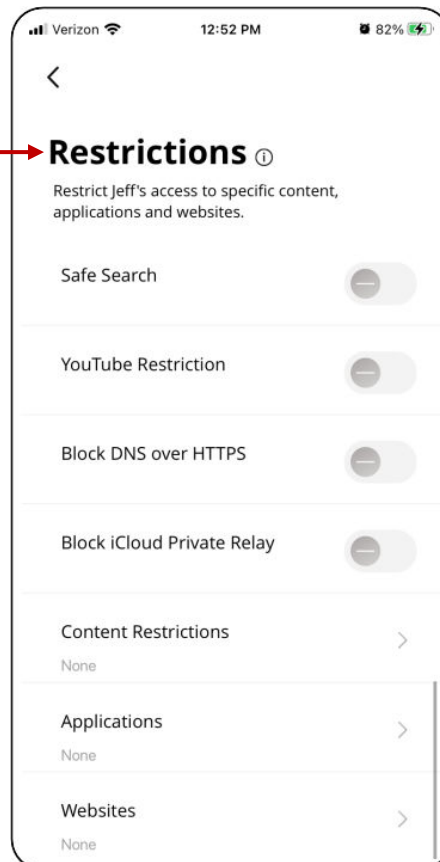 Verizon 12:52 PM 82%
Restrictions
Restrict Jeff's access to specific content,
applications and websites.
Safe Search
YouTube Restriction
Block DNS over HTTPS
Block iCloud Private Relay
Content Restrictions
None
Applications
None
Websites
None